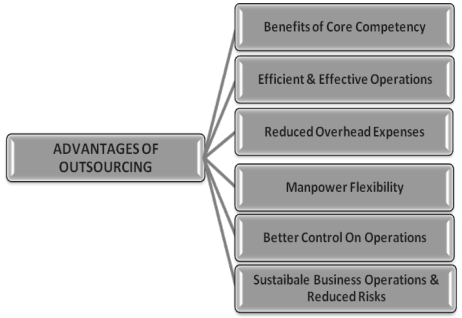 Benefits of Core Competency
Efficient & Effective Operations
Reduced Overhead Expenses
ADVANTAGES OF
OUTSOURCING
Manpower Flexibility
Better Control On Operations
Sustaibale Business Operations &
Reduced Risks